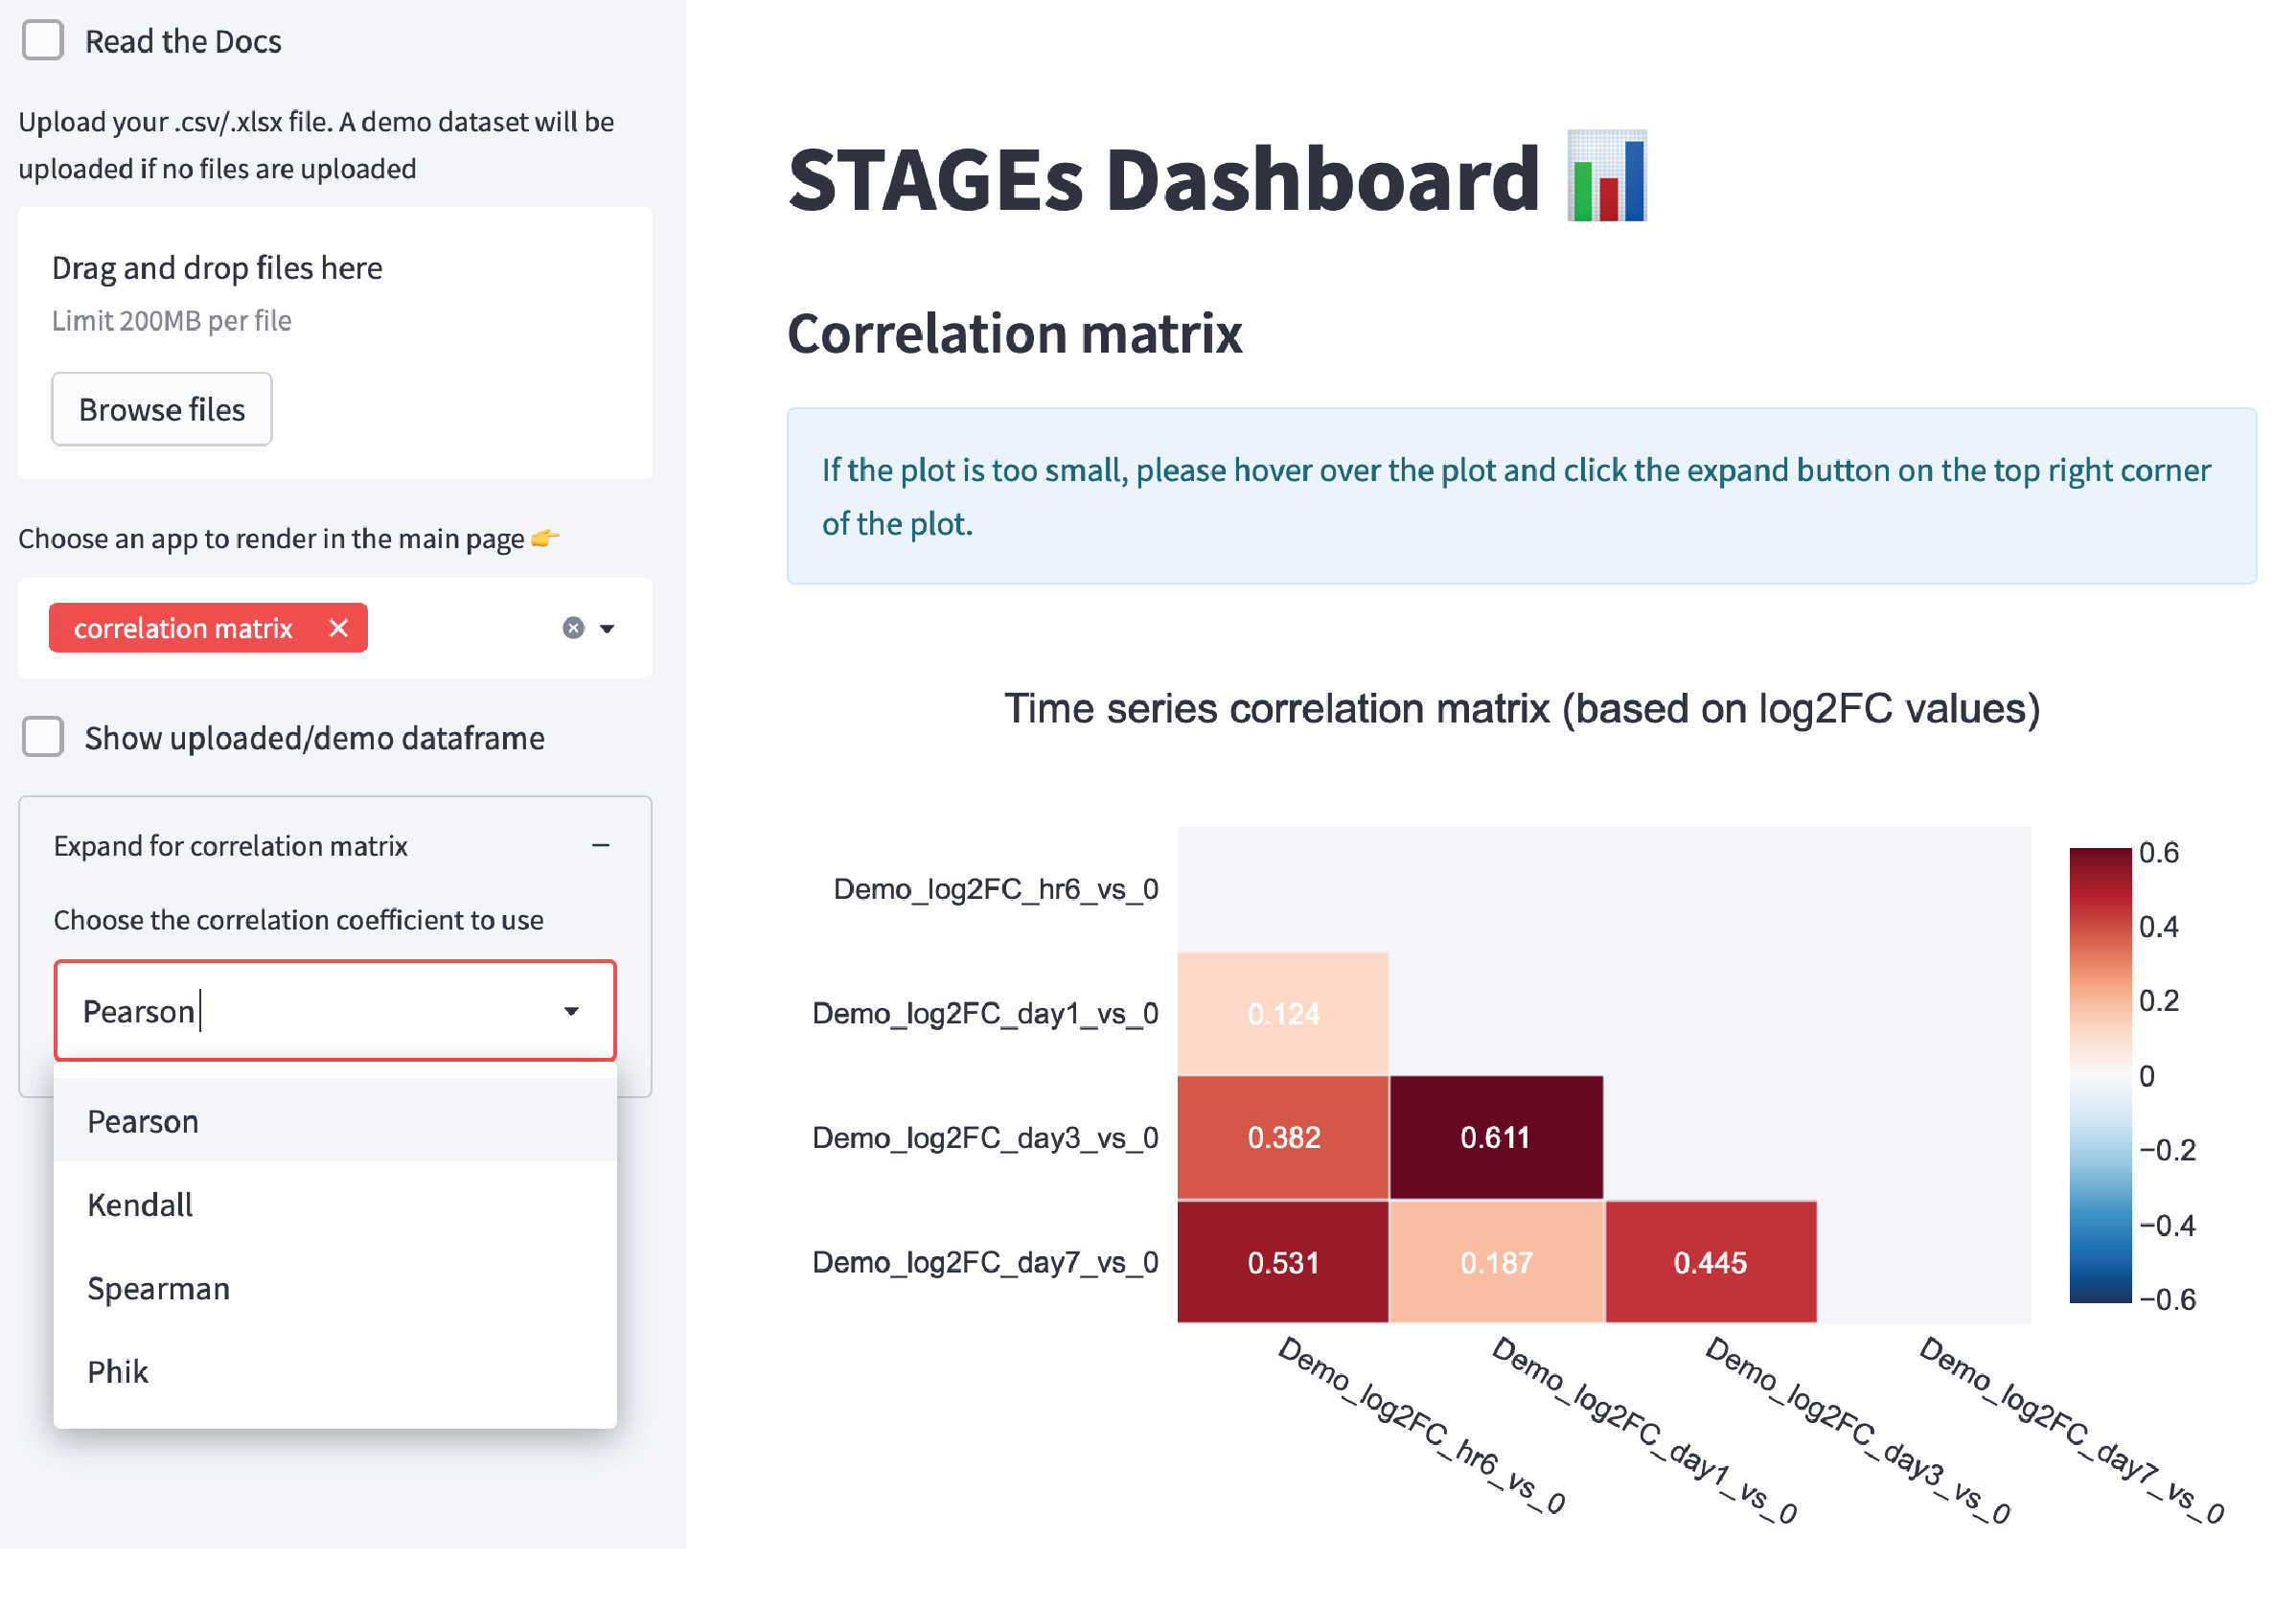 Read the Docs
Upload your .csv/.xlsx file. A demo dataset will be
uploaded if no files are uploaded
Drag and drop files here
Limit 200MB per file
Browse files
Choose an app to render in the main page 👉
correlation matrix
Show uploaded/demo dataframe
Expand for correlation matrix
Choose the correlation coefficient to use
Pearson
Pearson
Kendall
Spearman
Phik
STAGEs Dashboard 📊
Correlation matrix
If the plot is too small, please hover over the plot and click the expand button on the top right corner
of the plot.
Time series correlation matrix (based on log2FC values)
Demo_log2FC_hr6_vs_0
Demo_log2FC_day1_vs_0
0.124
Demo_log2FC_day3_vs_0
0.382
0.611
Demo_log2FC_day7_vs_0
0.531
0.187
0.445
Demo_log2FC_hr6_vs_0
Demo_log2FC_day1_vs_0
Demo_log2FC_day3_vs_0
Demo_log2FC_day7_vs_0
0.6
0.4
0.2
0
−0.2
−0.4
−0.6